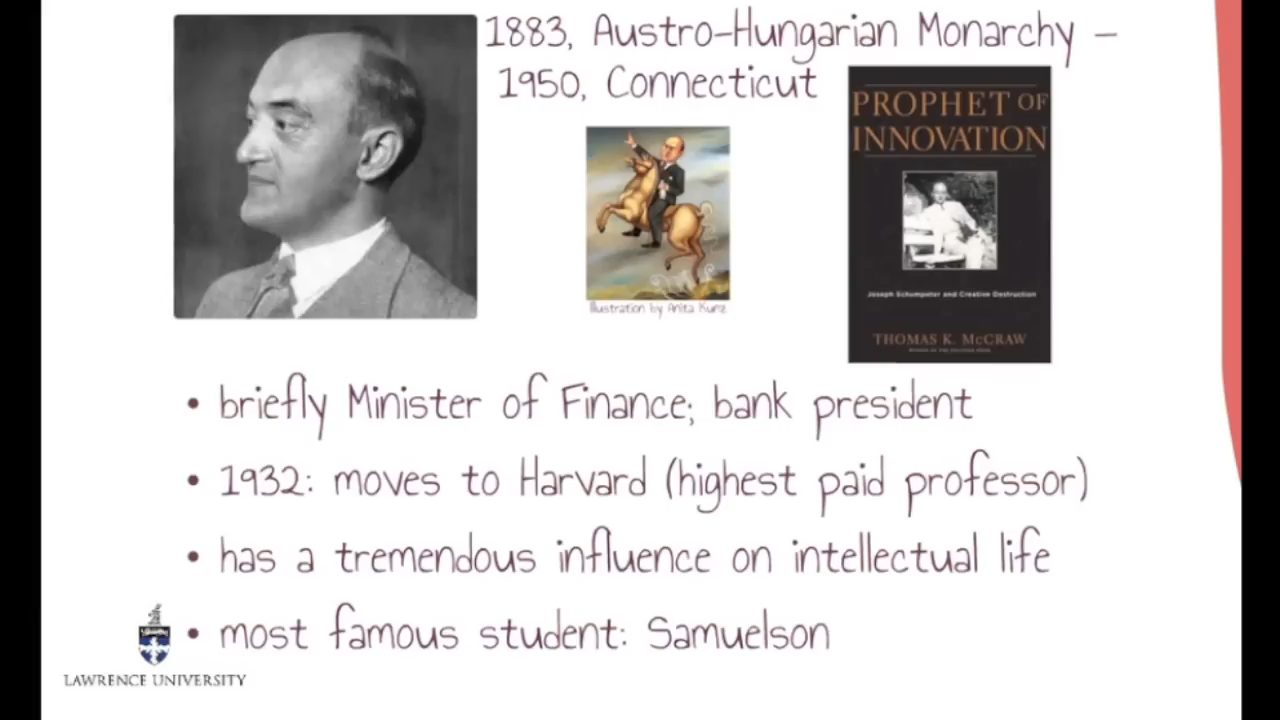 1883, Austro-Hungarian Monarchy –
1950, Connecticut
PROPHET OF
INNOVATION
Joseph Schumpeter and Creative Destruction
THOMAS K. McCRAW
Illustration by Anita Kunz
• briefly Minister of Finance; bank president
• 1932: moves to Harvard (highest paid professor)
• has a tremendous influence on intellectual life
• most famous student: Samuelson
LAWRENCE UNIVERSITY